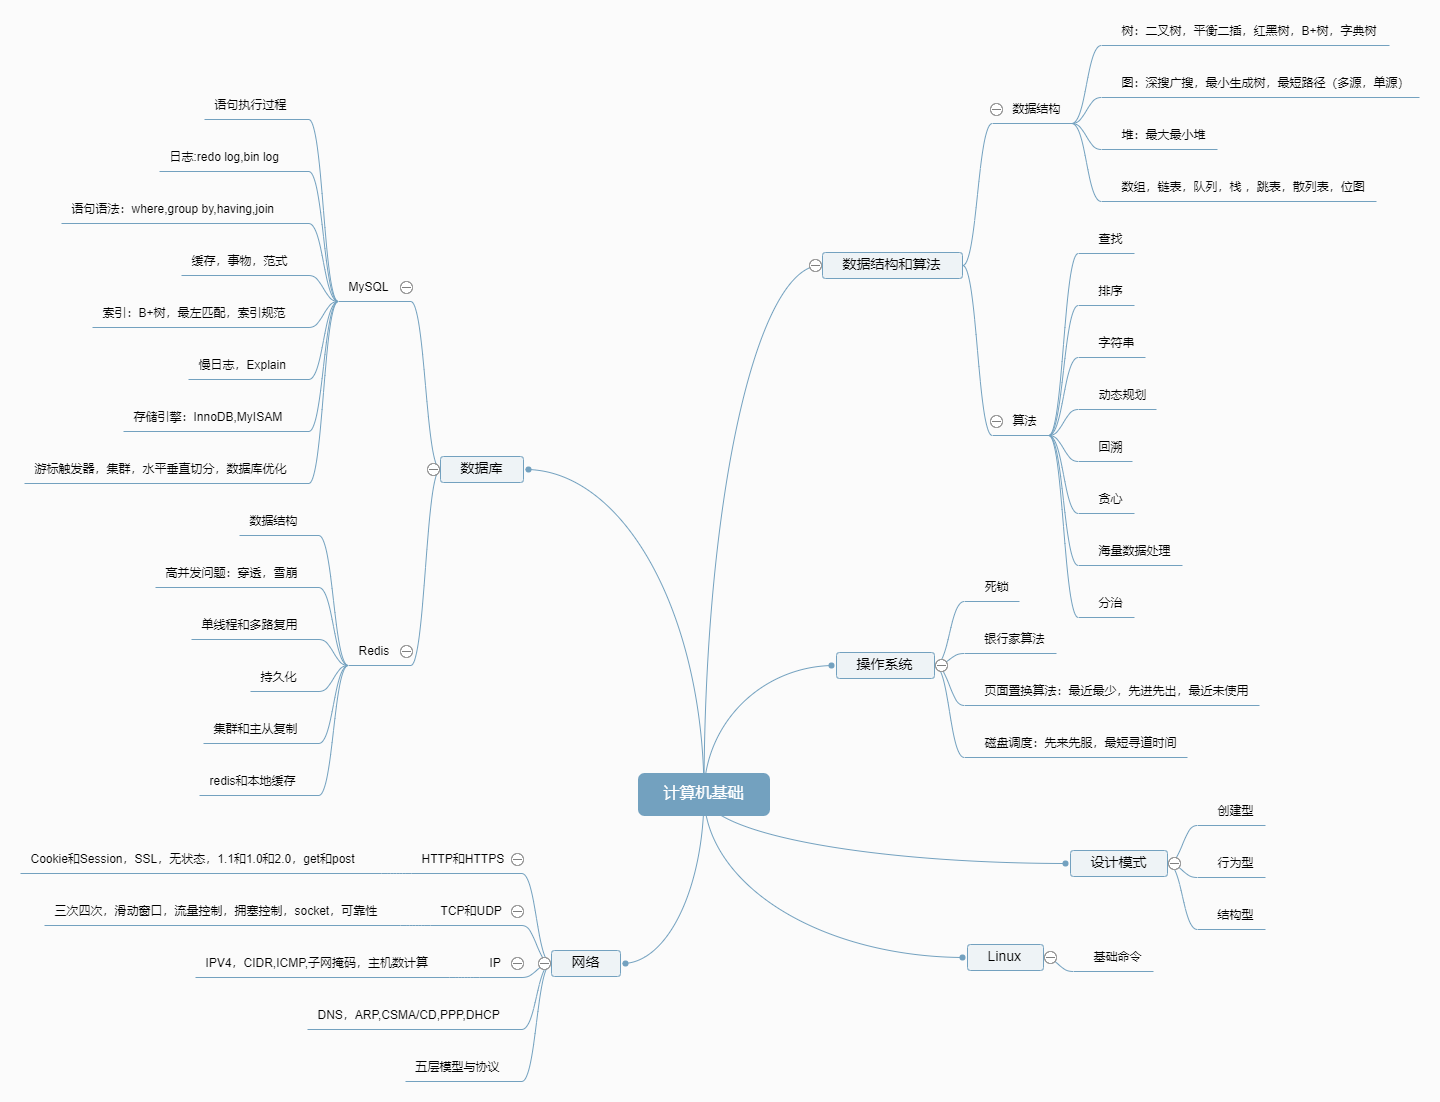 计算机基础
数据结构和算法
数据结构
树：二叉树，平衡二插，红黑树，B+树，字典树
图：深搜广搜，最小生成树，最短路径（多源，单源）
堆：最大最小堆
数组，链表，队列，栈 ，跳表，散列表，位图
算法
查找
排序
字符串
动态规划
回溯
贪心
海量数据处理
分治
操作系统
死锁
银行家算法
页面置换算法：最近最少，先进先出，最近未使用
磁盘调度：先来先服，最短寻道时间
设计模式
创建型
行为型
结构型
Linux
基础命令
数据库
MySQL
语句执行过程
日志:redo log,bin log
语句语法：where,group by,having,join
缓存，事物，范式
索引：B+树，最左匹配，索引规范
慢日志，Explain
存储引擎：InnoDB,MyISAM
游标触发器，集群，水平垂直切分，数据库优化
Redis
数据结构
高并发问题：穿透，雪崩
单线程和多路复用
持久化
集群和主从复制
redis和本地缓存
网络
HTTP和HTTPS
Cookie和Session，SSL，无状态，1.1和1.0和2.0，get和post
TCP和UDP
三次四次，滑动窗口，流量控制，拥塞控制，socket，可靠性
IP
IPV4，CIDR,ICMP,子网掩码，主机数计算
DNS，ARP,CSMA/CD,PPP,DHCP
五层模型与协议